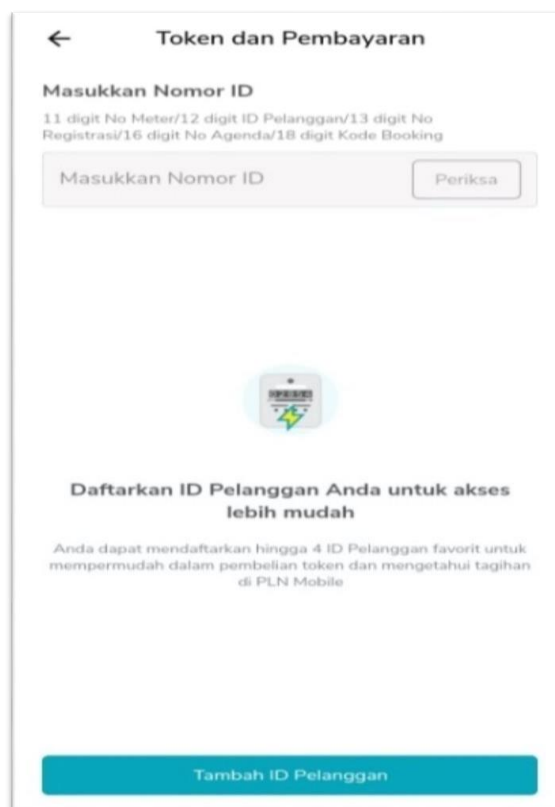 Token dan Pembayaran
Masukkan Nomor ID
11 digit No Meter/12 digit ID Pelanggan/13 digit No
Registrasi/16 digit No Agenda/18 digit Kode Booking
Masukkan Nomor ID
Periksa
Daftarkan ID Pelanggan Anda untuk akses
lebih mudah
Anda dapat mendaftarkan hingga 4 ID Pelanggan favorit untuk
mempermudah dalam pembelian token dan mengetahui tagihan
di PLN Mobile
Tambah ID Pelanggan